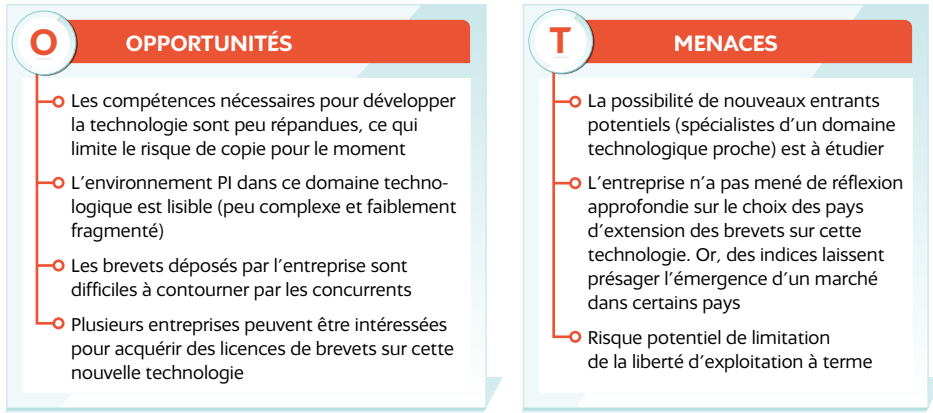 O
OPPORTUNITÉS
Les compétences nécessaires pour développer
la technologie sont peu répandues, ce qui
limite le risque de copie pour le moment
L’environnement PI dans ce domaine techno-
logique est lisible (peu complexe et faiblement
fragmenté)
Les brevets déposés par l’entreprise sont
difficiles à contourner par les concurrents
Plusieurs entreprises peuvent être intéressées
pour acquérir des licences de brevets sur cette
nouvelle technologie
T
MENACES
La possibilité de nouveaux entrants
potentiels (spécialistes d’un domaine
technologique proche) est à étudier
L’entreprise n’a pas mené de réflexion
approfondie sur le choix des pays
d’extension des brevets sur cette
technologie. Or, des indices laissent
présager l’émergence d’un marché
dans certains pays
Risque potentiel de limitation
de la liberté d’exploitation à terme